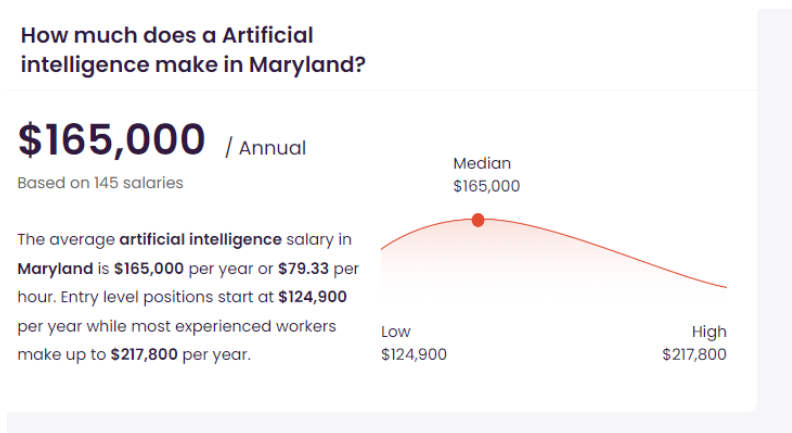 How much does a Artificial
intelligence make in Maryland?
$165,000 / Annual
Based on 145 salaries
The average artificial intelligence salary in
Maryland is $165,000 per year or $79.33 per
hour. Entry level positions start at $124,900
per year while most experienced workers
make up to $217,800 per year.
Median
$165,000
Low
$124,900
High
$217,800